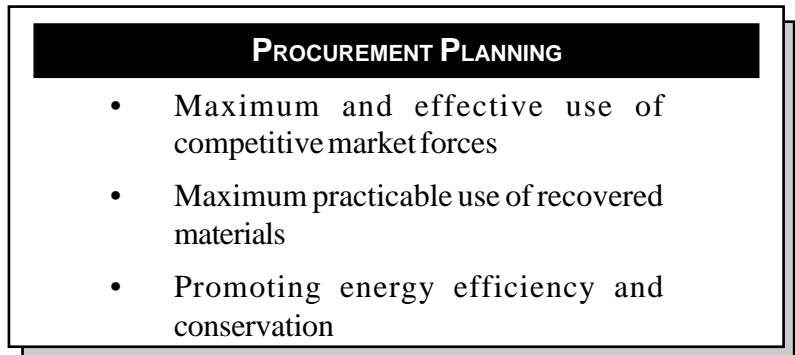 PROCUREMENT PLANNING
• Maximum and effective use of
competitive market forces
• Maximum practicable use of recovered
materials
• Promoting energy efficiency and
conservation